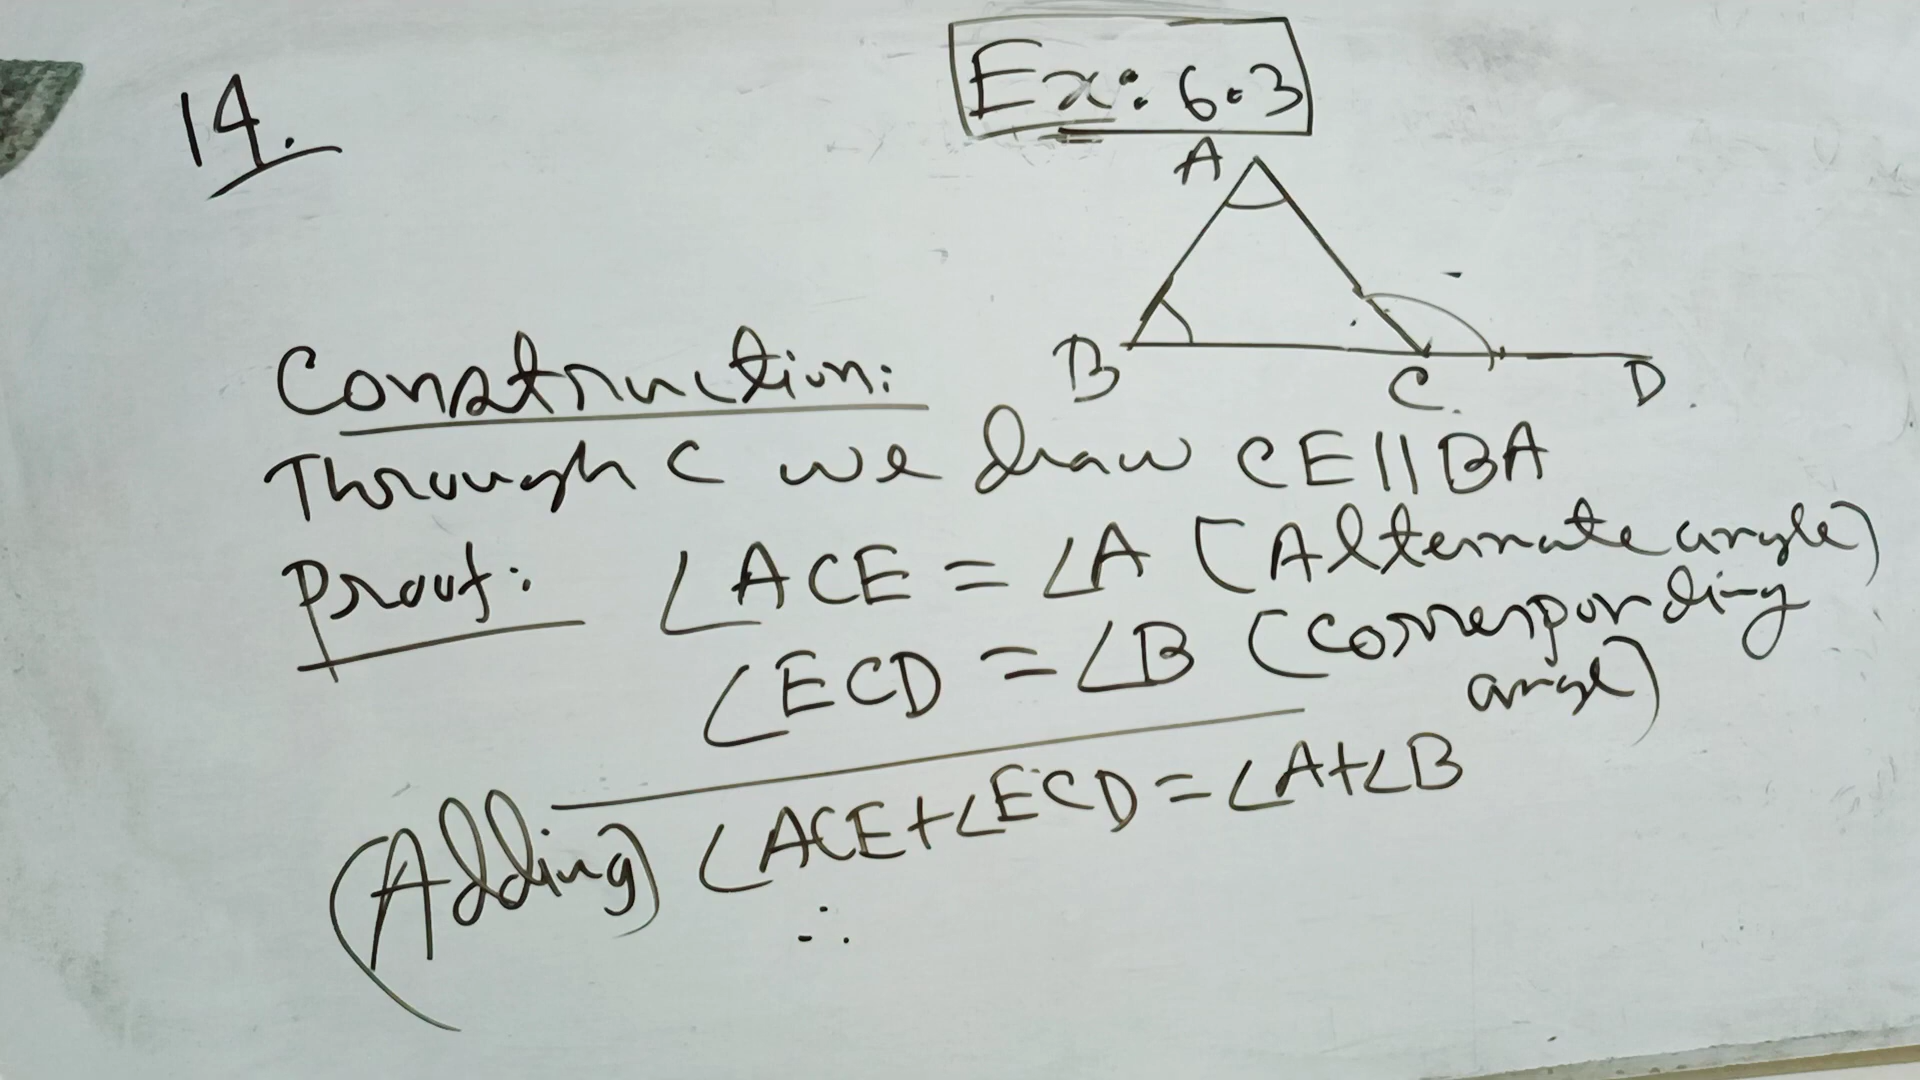 Ex: 6.3
14.
A
B
C
D
Construction:
Through C we draw CE||BA
Proof: ∠ACE = ∠A (Alternate angle)
∠ECD = ∠B (corresponding
angle)
(Adding) ∠ACE+∠ECD=∠A+∠B
∴